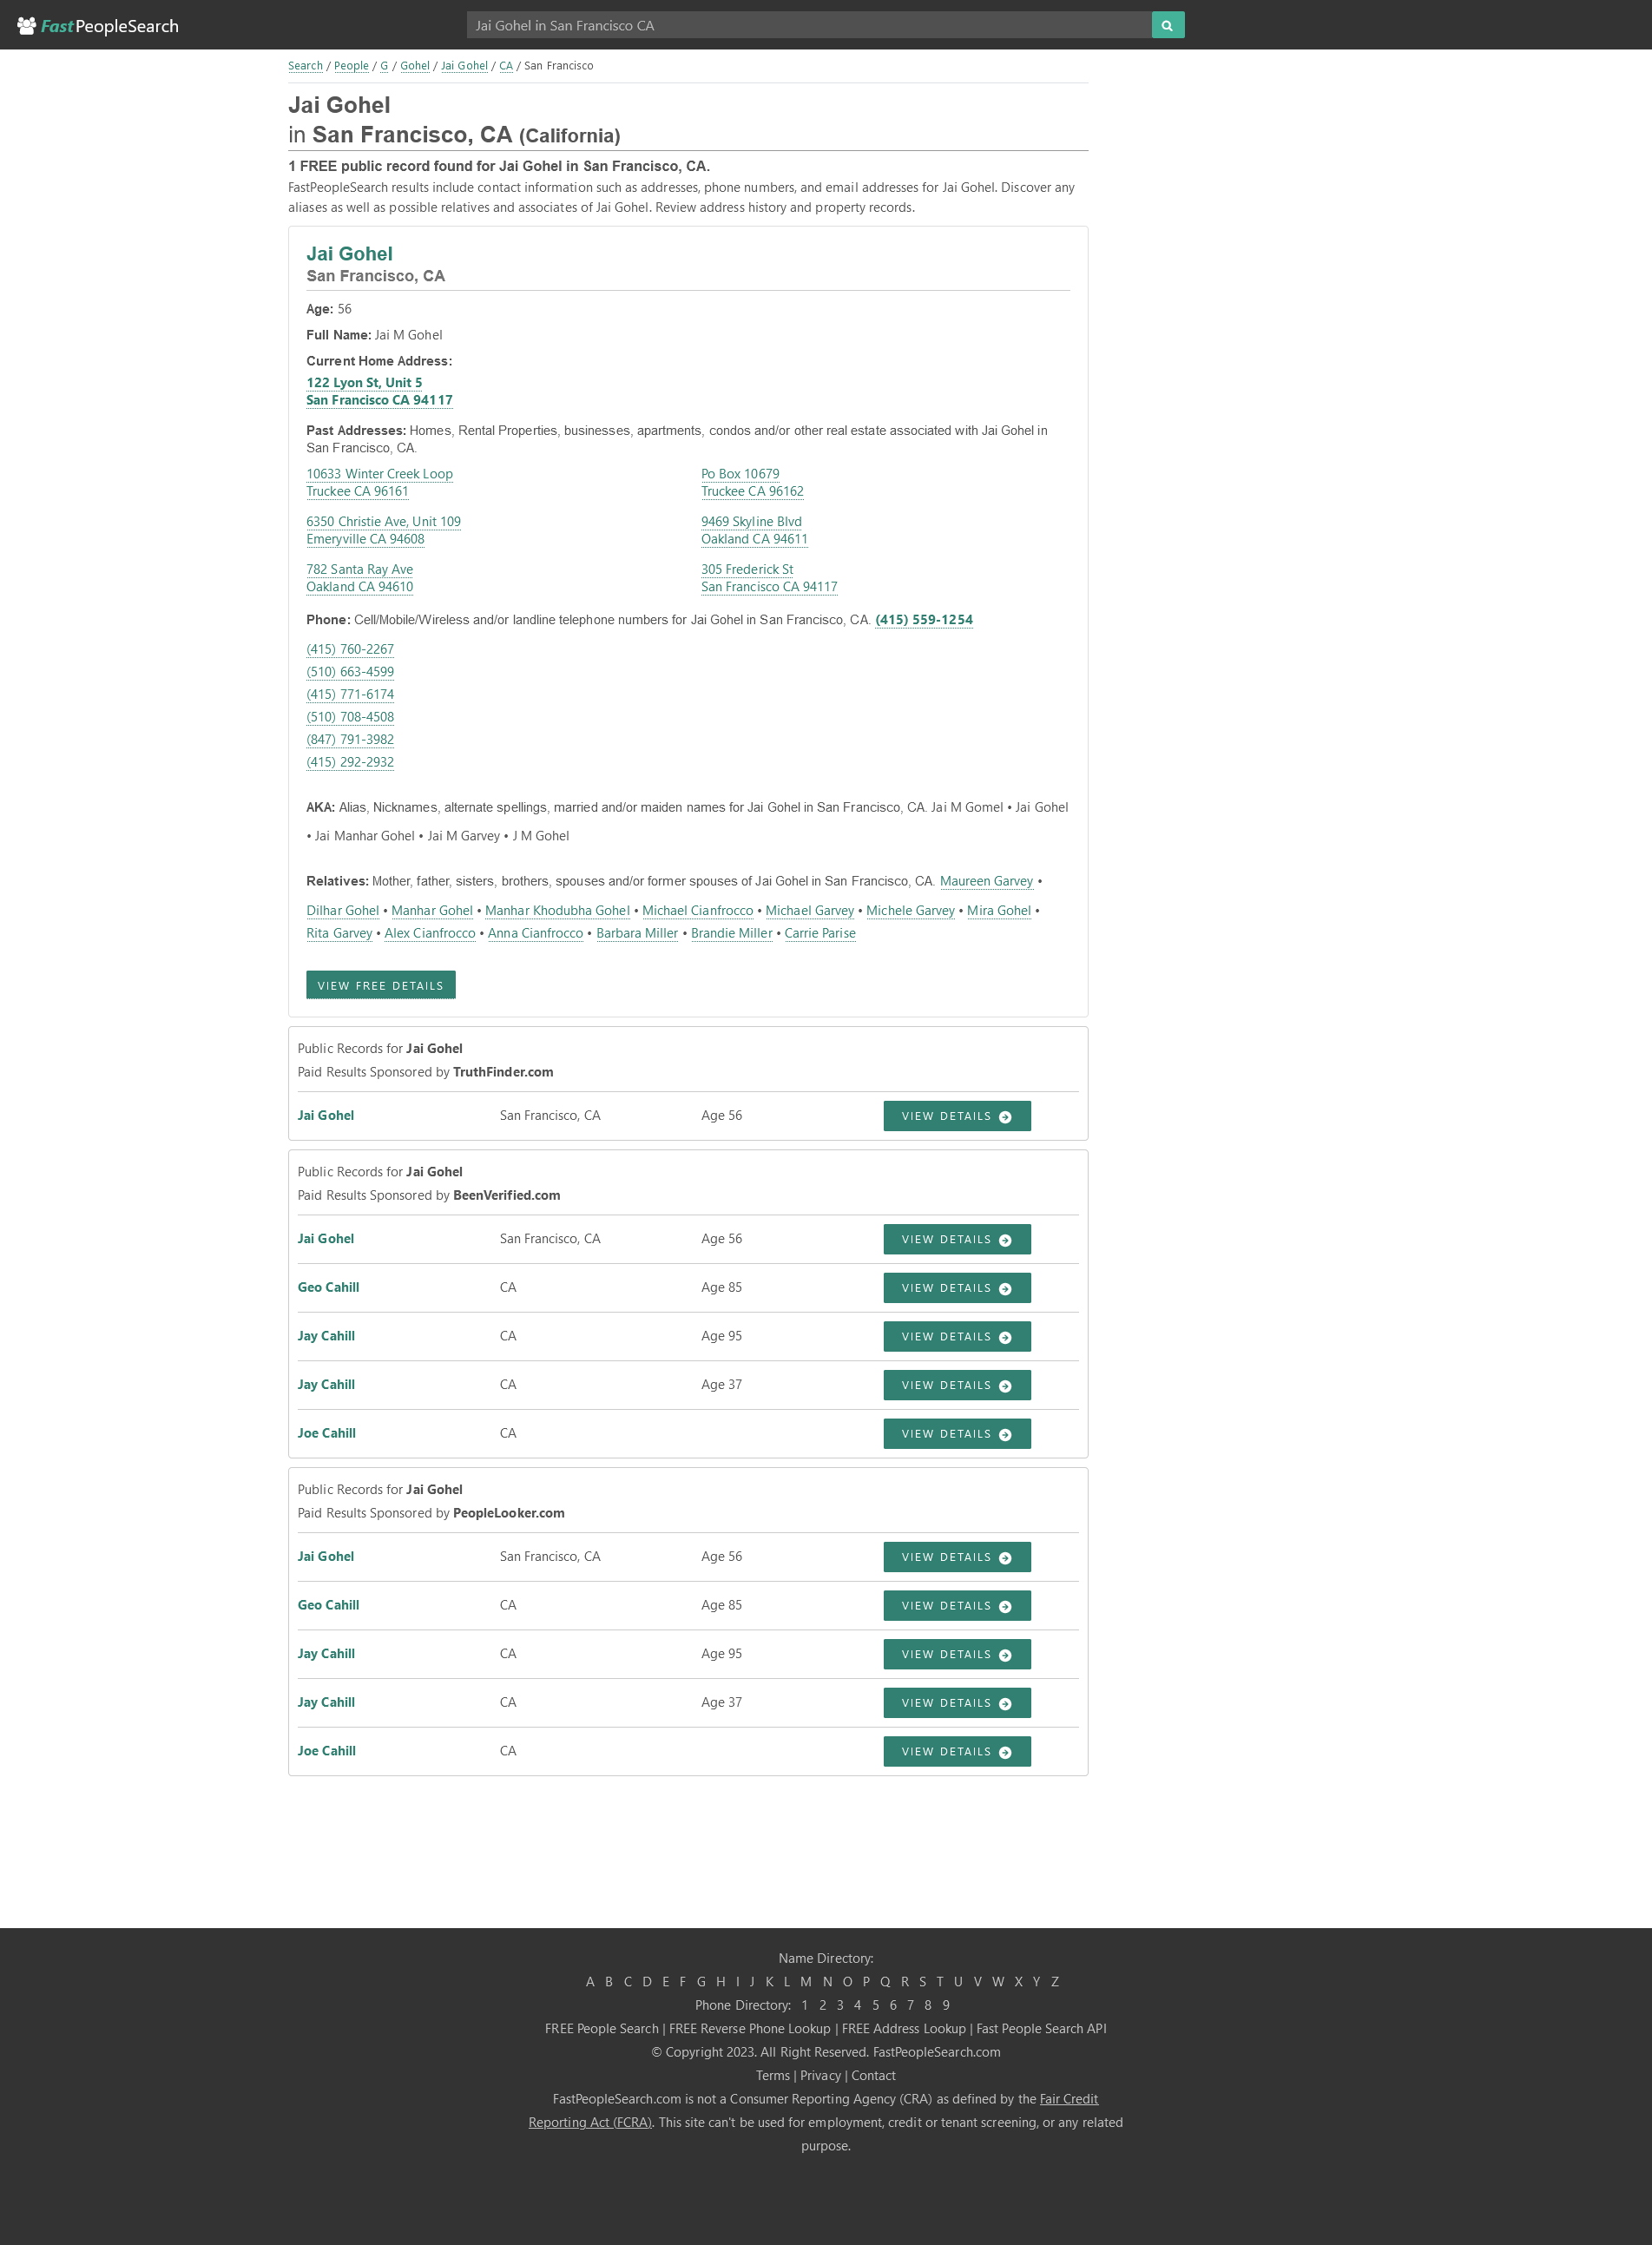 FastPeopleSearch
Jai Gohel in San Francisco CA
Search / People / G / Gohel / Jai Gohel / CA / San Francisco
Jai Gohel
in San Francisco, CA (California)
1 FREE public record found for Jai Gohel in San Francisco, CA.
FastPeopleSearch results include contact information such as addresses, phone numbers, and email addresses for Jai Gohel. Discover any
aliases as well as possible relatives and associates of Jai Gohel. Review address history and property records.
Jai Gohel
San Francisco, CA
Age: 56
Full Name: Jai M Gohel
Current Home Address:
122 Lyon St, Unit 5
San Francisco CA 94117
Past Addresses: Homes, Rental Properties, businesses, apartments, condos and/or other real estate associated with Jai Gohel in
San Francisco, CA.
10633 Winter Creek Loop
Truckee CA 96161
Po Box 10679
Truckee CA 96162
6350 Christie Ave, Unit 109
Emeryville CA 94608
9469 Skyline Blvd
Oakland CA 94611
782 Santa Ray Ave
Oakland CA 94610
305 Frederick St
San Francisco CA 94117
Phone: Cell/Mobile/Wireless and/or landline telephone numbers for Jai Gohel in San Francisco, CA. (415) 559-1254
(415) 760-2267
(510) 663-4599
(415) 771-6174
(510) 708-4508
(847) 791-3982
(415) 292-2932
AKA: Alias, Nicknames, alternate spellings, married and/or maiden names for Jai Gohel in San Francisco, CA. Jai M Gomel • Jai Gohel
• Jai Manhar Gohel • Jai M Garvey • J M Gohel
Relatives: Mother, father, sisters, brothers, spouses and/or former spouses of Jai Gohel in San Francisco, CA. Maureen Garvey •
Dilhar Gohel • Manhar Gohel • Manhar Khodubha Gohel • Michael Cianfrocco • Michael Garvey • Michele Garvey • Mira Gohel •
Rita Garvey • Alex Cianfrocco • Anna Cianfrocco • Barbara Miller • Brandie Miller • Carrie Parise
VIEW FREE DETAILS
Public Records for Jai Gohel
Paid Results Sponsored by TruthFinder.com
Jai Gohel San Francisco, CA Age 56 VIEW DETAILS
Public Records for Jai Gohel
Paid Results Sponsored by BeenVerified.com
Jai Gohel San Francisco, CA Age 56 VIEW DETAILS
Geo Cahill CA Age 85 VIEW DETAILS
Jay Cahill CA Age 95 VIEW DETAILS
Jay Cahill CA Age 37 VIEW DETAILS
Joe Cahill CA VIEW DETAILS
Public Records for Jai Gohel
Paid Results Sponsored by PeopleLooker.com
Jai Gohel San Francisco, CA Age 56 VIEW DETAILS
Geo Cahill CA Age 85 VIEW DETAILS
Jay Cahill CA Age 95 VIEW DETAILS
Jay Cahill CA Age 37 VIEW DETAILS
Joe Cahill CA VIEW DETAILS
Name Directory:
A B C D E F G H I J K L M N O P Q R S T U V W X Y Z
Phone Directory: 1 2 3 4 5 6 7 8 9
FREE People Search | FREE Reverse Phone Lookup | FREE Address Lookup | Fast People Search API
© Copyright 2023. All Right Reserved. FastPeopleSearch.com
Terms | Privacy | Contact
FastPeopleSearch.com is not a Consumer Reporting Agency (CRA) as defined by the Fair Credit
Reporting Act (FCRA). This site can't be used for employment, credit or tenant screening, or any related
purpose.